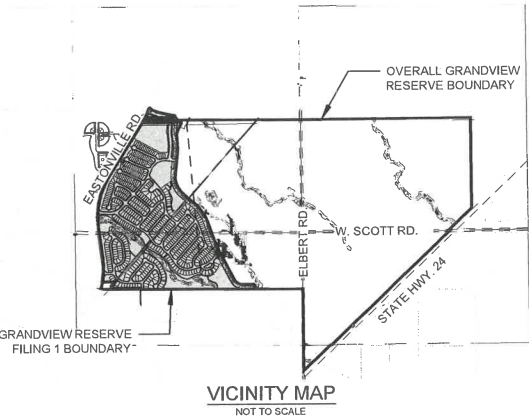 OVERALL GRANDVIEW
RESERVE BOUNDARY
EASTONVILLE RD.
ELBERT RD.
W. SCOTT RD.
STATE HWY. 24
GRANDVIEW RESERVE
FILING 1 BOUNDARY
VICINITY MAP
NOT TO SCALE